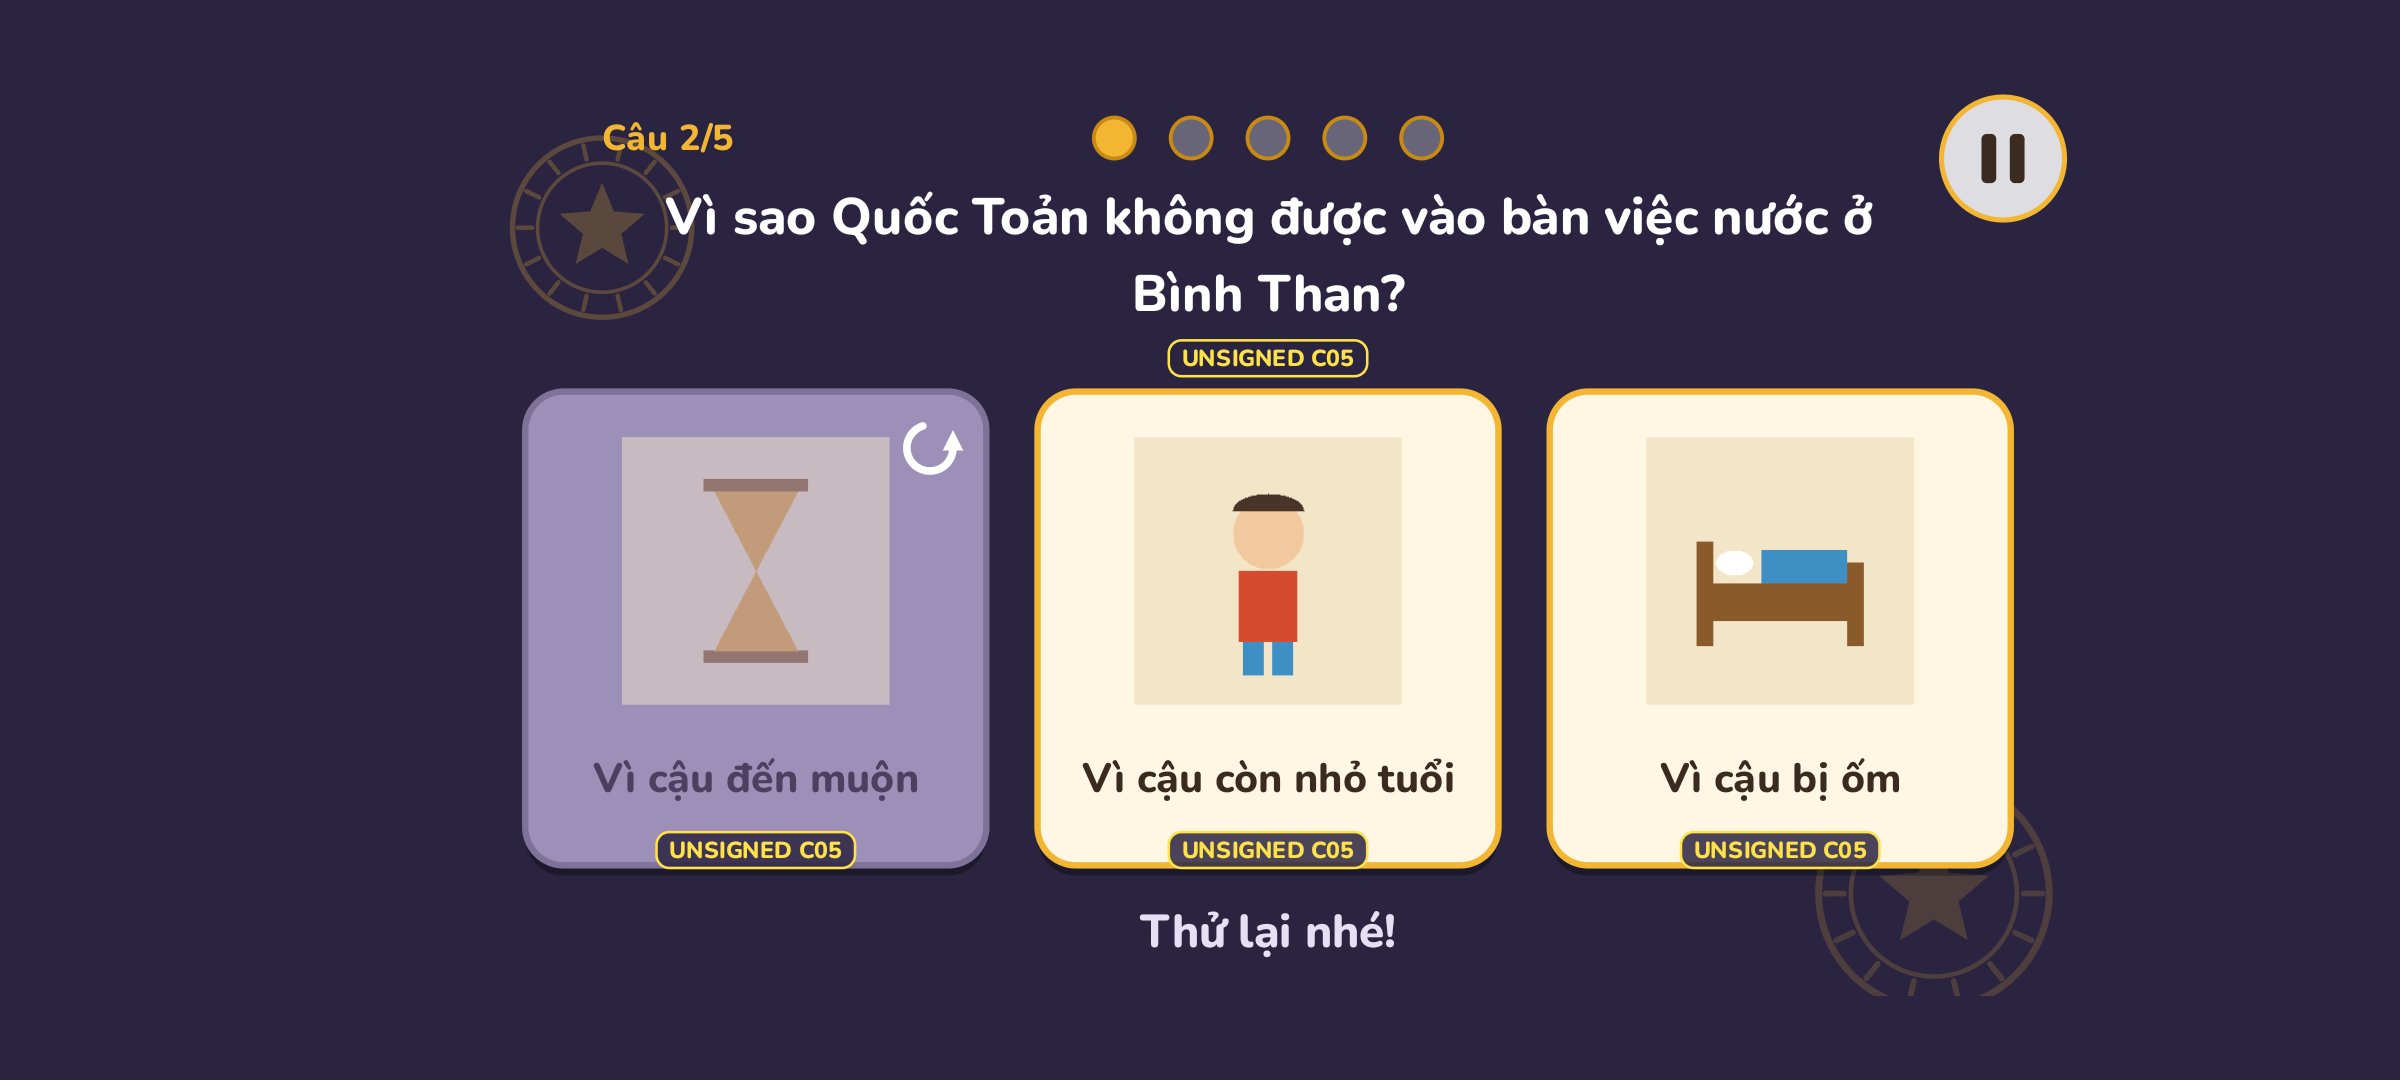 Câu 2/5
Vì sao Quốc Toản không được vào bàn việc nước ở
Bình Than?
UNSIGNED C05
Vì cậu đến muộn
UNSIGNED C05
Vì cậu còn nhỏ tuổi
UNSIGNED C05
Vì cậu bị ốm
UNSIGNED C05
Thử lại nhé!